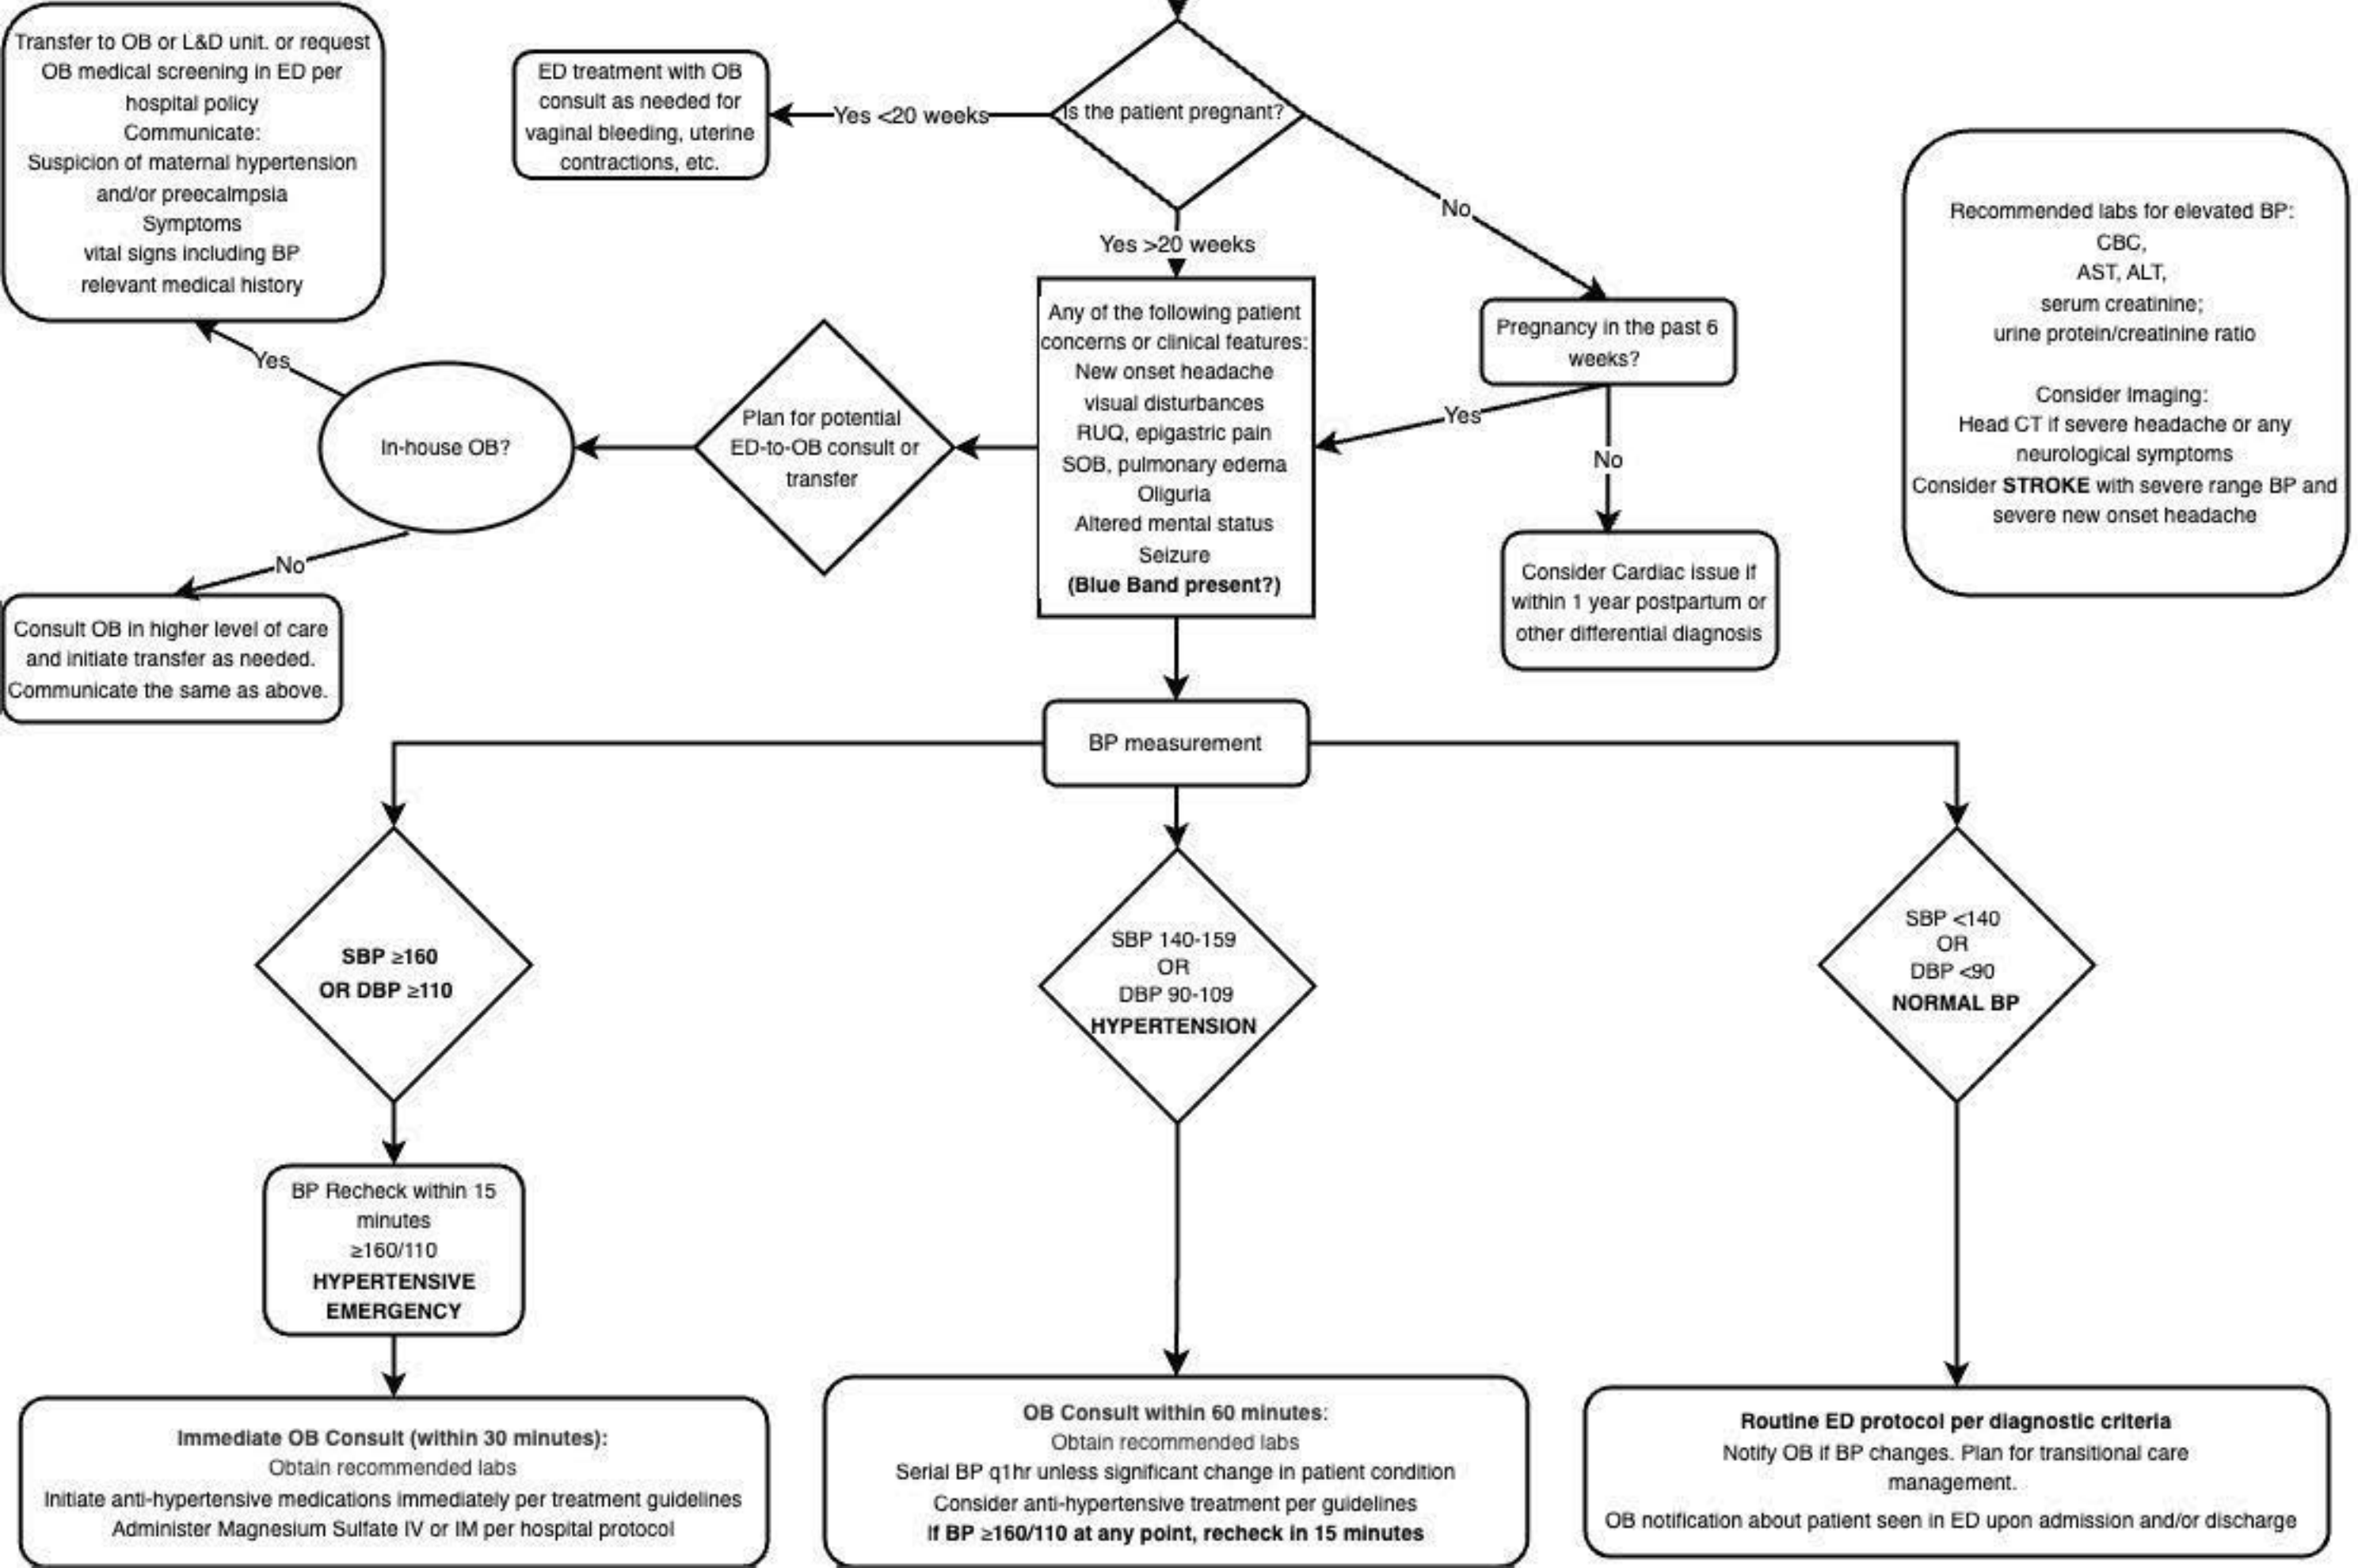 Transfer to OB or L&D unit. or request
OB medical screening in ED per
hospital policy
Communicate:
Suspicion of maternal hypertension
and/or preecalmpsia
Symptoms
vital signs including BP
relevant medical history
ED treatment with OB
consult as needed for
vaginal bleeding, uterine
contractions, etc.
Yes <20 weeks
Is the patient pregnant?
No
Yes >20 weeks
Recommended labs for elevated BP:
CBC,
AST, ALT,
serum creatinine;
urine protein/creatinine ratio
Consider Imaging:
Head CT if severe headache or any
neurological symptoms
Consider STROKE with severe range BP and
severe new onset headache
Any of the following patient
concerns or clinical features:
New onset headache
visual disturbances
RUQ, epigastric pain
SOB, pulmonary edema
Oliguria
Altered mental status
Seizure
(Blue Band present?)
Pregnancy in the past 6
weeks?
Yes
No
Consider Cardiac issue if
within 1 year postpartum or
other differential diagnosis
Plan for potential
ED-to-OB consult or
transfer
In-house OB?
Yes
No
Consult OB in higher level of care
and initiate transfer as needed.
Communicate the same as above.
BP measurement
SBP ≥160
OR DBP ≥110
SBP 140-159
OR
DBP 90-109
HYPERTENSION
SBP <140
OR
DBP <90
NORMAL BP
BP Recheck within 15
minutes
≥160/110
HYPERTENSIVE
EMERGENCY
Immediate OB Consult (within 30 minutes):
Obtain recommended labs
Initiate anti-hypertensive medications immediately per treatment guidelines
Administer Magnesium Sulfate IV or IM per hospital protocol
OB Consult within 60 minutes:
Obtain recommended labs
Serial BP q1hr unless significant change in patient condition
Consider anti-hypertensive treatment per guidelines
If BP ≥160/110 at any point, recheck in 15 minutes
Routine ED protocol per diagnostic criteria
Notify OB if BP changes. Plan for transitional care
management.
OB notification about patient seen in ED upon admission and/or discharge